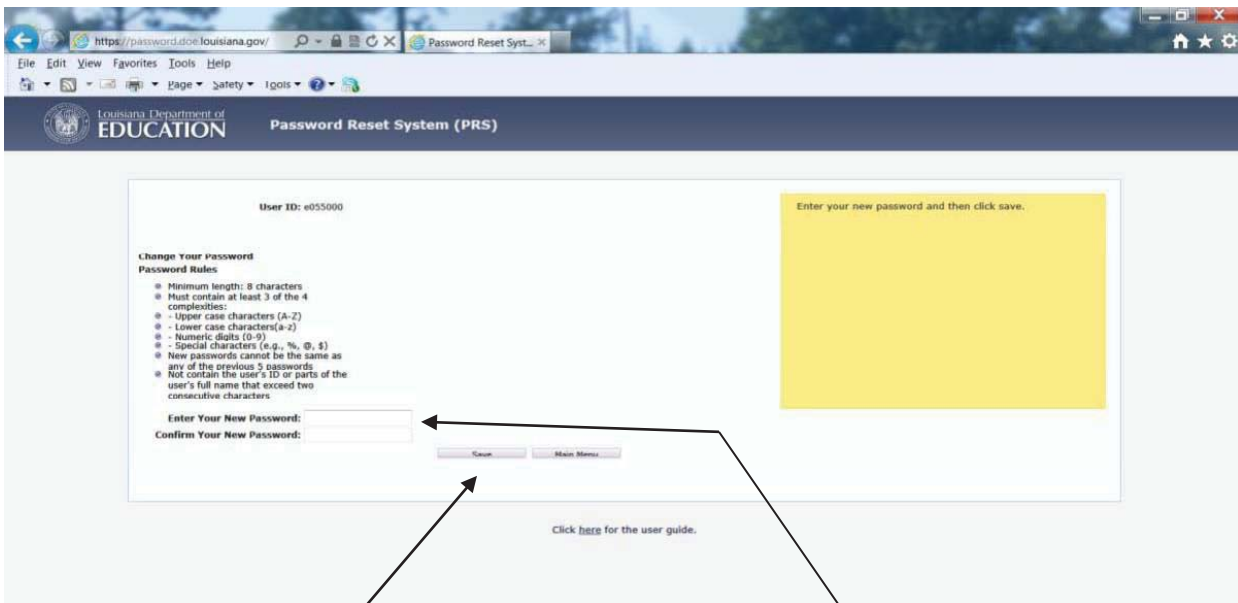 https://password.doe.louisiana.gov/
Password Reset Syst...
File Edit View Favorites Tools Help
Page Safety Tools
Louisiana Department of
EDUCATION
Password Reset System (PRS)
User ID: e055000
Enter your new password and then click save.
Change Your Password
Password Rules
Minimum length: 8 characters
Must contain at least 3 of the 4
complexities:
- Upper case characters (A-Z)
- Lower case characters(a-z)
- Numeric digits (0-9)
- Special characters (e.g., %, @, $)
New passwords cannot be the same as
any of the previous 5 passwords
Not contain the user's ID or parts of the
user's full name that exceed two
consecutive characters
Enter Your New Password:
Confirm Your New Password:
Save Main Menu
Click here for the user guide.